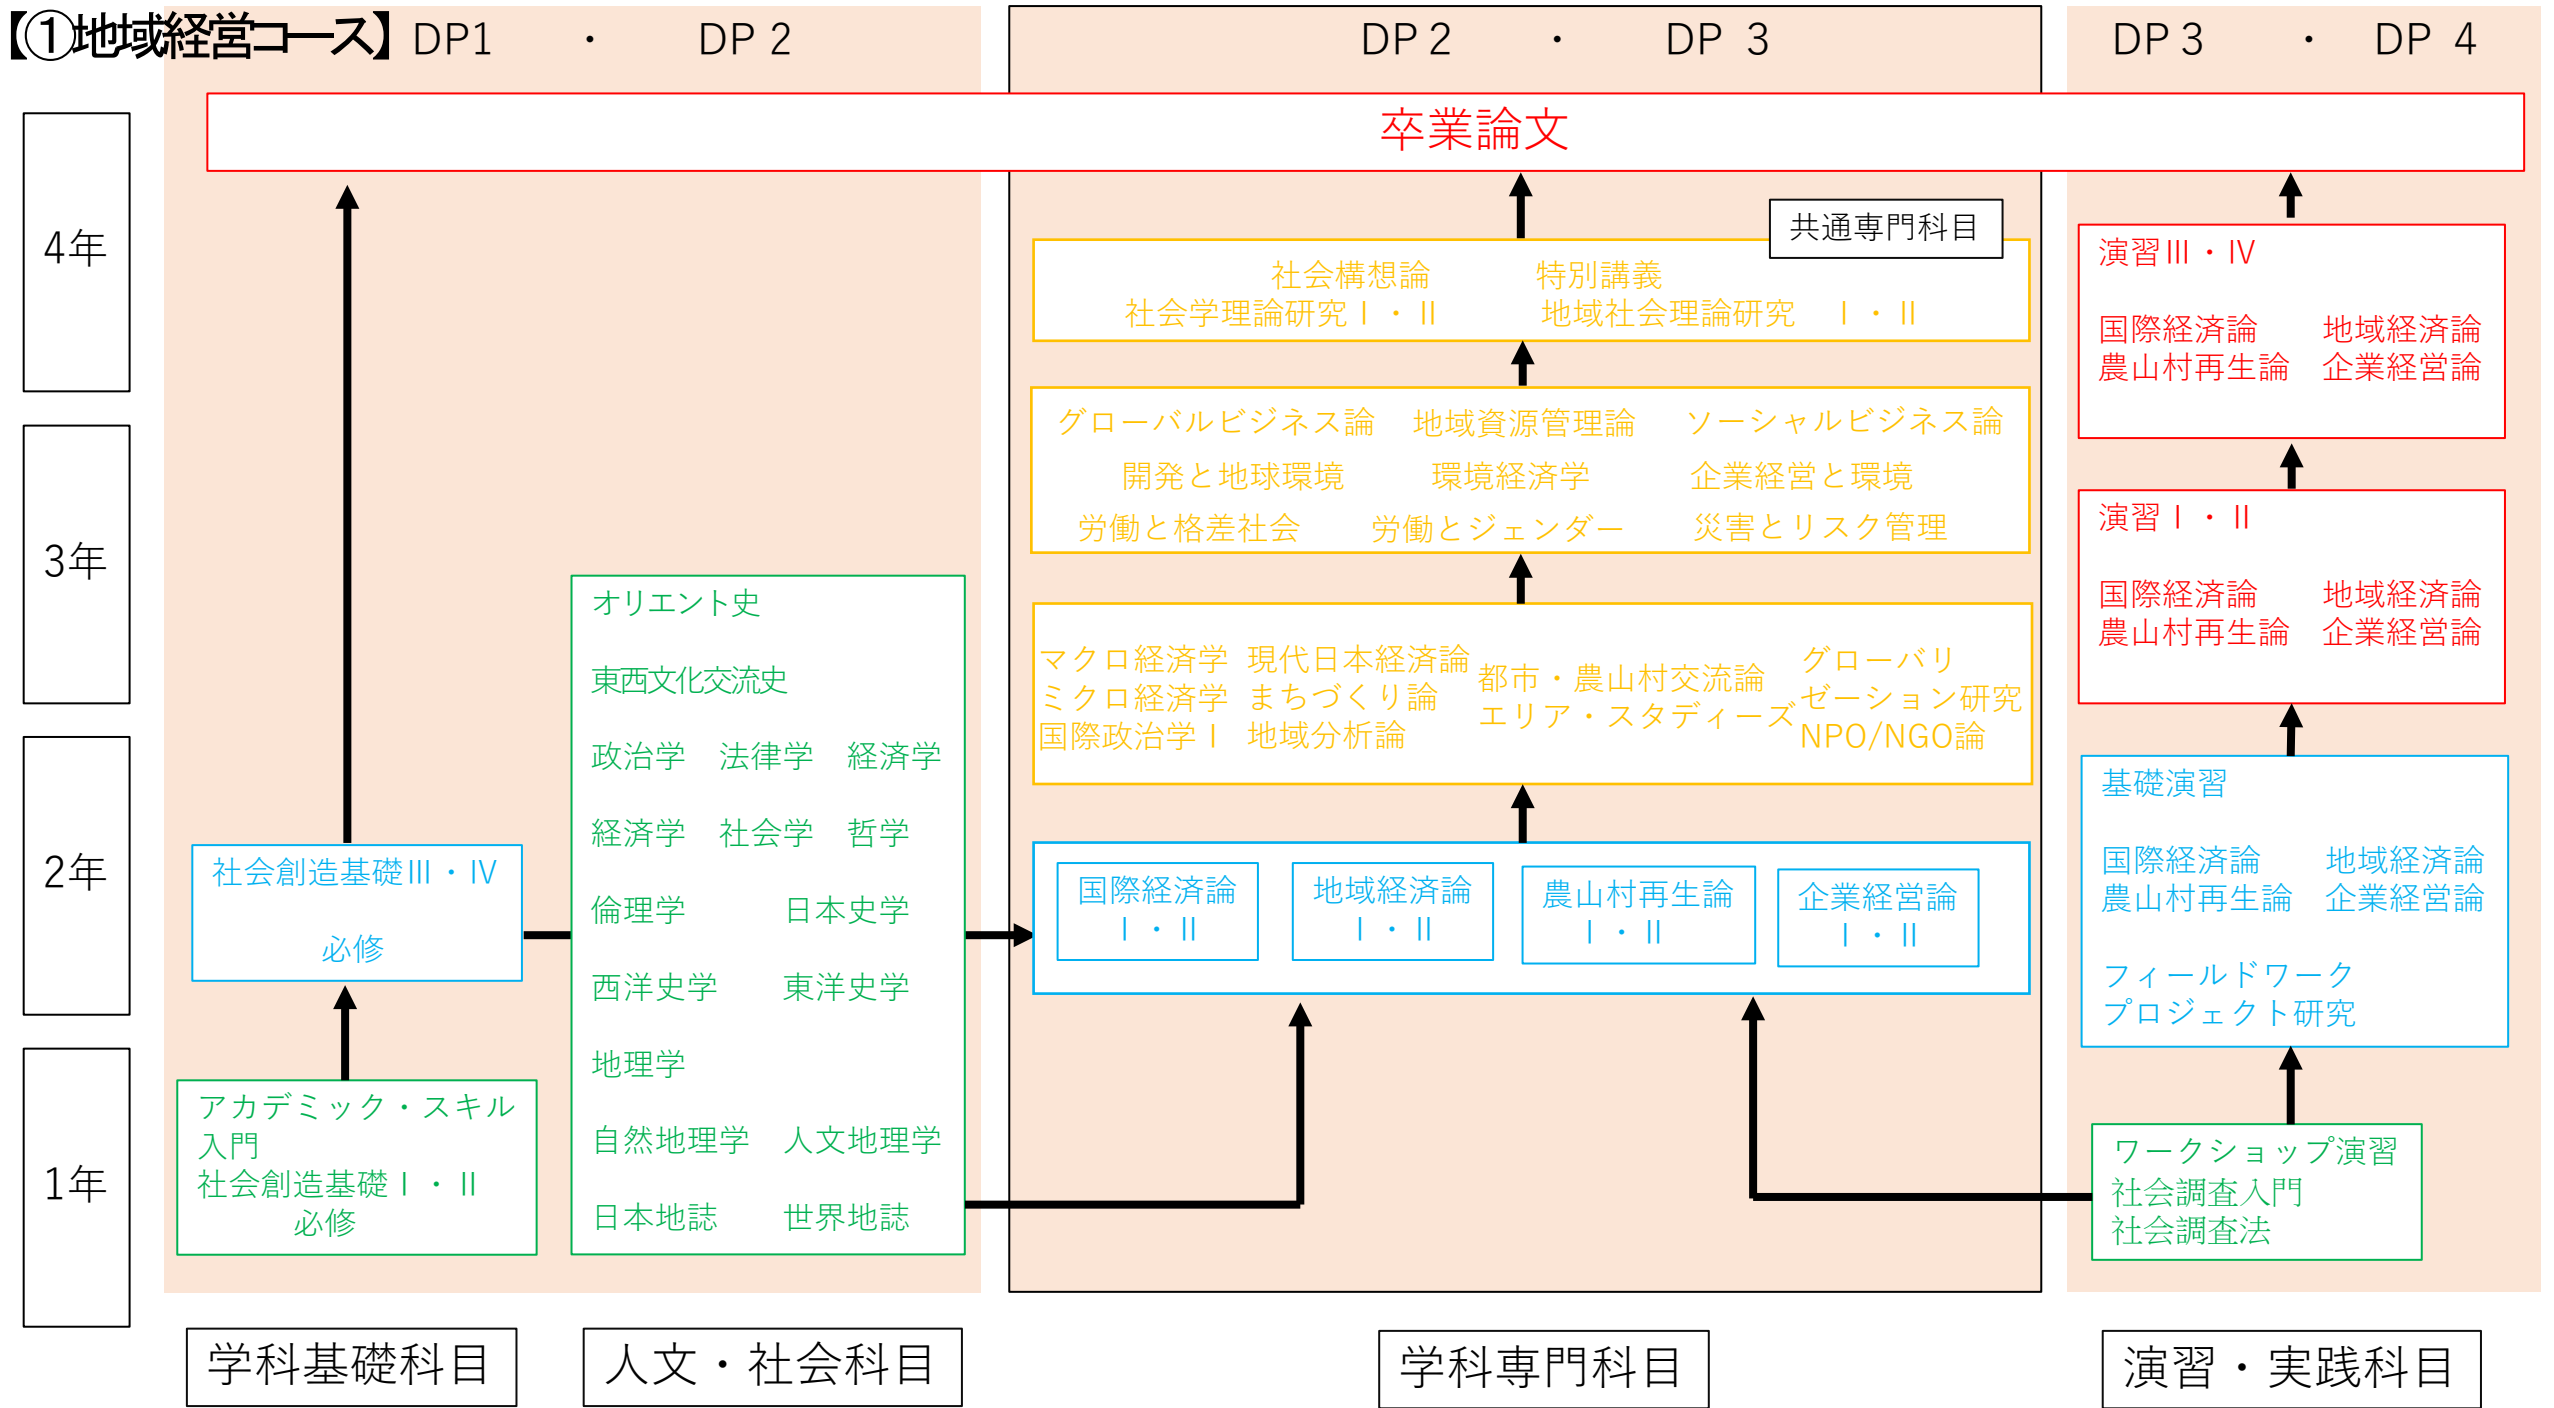 【①地域経営コース】 DP1 ・ DP 2
DP 2 ・ DP 3
DP 3 ・ DP 4
卒業論文
4年
3年
2年
1年
社会創造基礎Ⅲ・Ⅳ
必修
アカデミック・スキル
入門
社会創造基礎Ⅰ・Ⅱ
必修
オリエント史
東西文化交流史
政治学 法律学 経済学
経済学 社会学 哲学
倫理学 日本史学
西洋史学 東洋史学
地理学
自然地理学 人文地理学
日本地誌 世界地誌
共通専門科目
社会構想論 特別講義
社会学理論研究Ⅰ・Ⅱ 地域社会理論研究 Ⅰ・Ⅱ
グローバルビジネス論 地域資源管理論 ソーシャルビジネス論
開発と地球環境 環境経済学 企業経営と環境
労働と格差社会 労働とジェンダー 災害とリスク管理
マクロ経済学
ミクロ経済学
国際政治学Ⅰ
現代日本経済論
まちづくり論
地域分析論
都市・農山村交流論
エリア・スタディーズ
グローバリ
ゼーション研究
NPO/NGO論
国際経済論
Ⅰ・Ⅱ
地域経済論
Ⅰ・Ⅱ
農山村再生論
Ⅰ・Ⅱ
企業経営論
Ⅰ・Ⅱ
演習Ⅲ・Ⅳ
国際経済論 地域経済論
農山村再生論 企業経営論
演習Ⅰ・Ⅱ
国際経済論 地域経済論
農山村再生論 企業経営論
基礎演習
国際経済論 地域経済論
農山村再生論 企業経営論
フィールドワーク
プロジェクト研究
ワークショップ演習
社会調査入門
社会調査法
学科基礎科目
人文・社会科目
学科専門科目
演習・実践科目